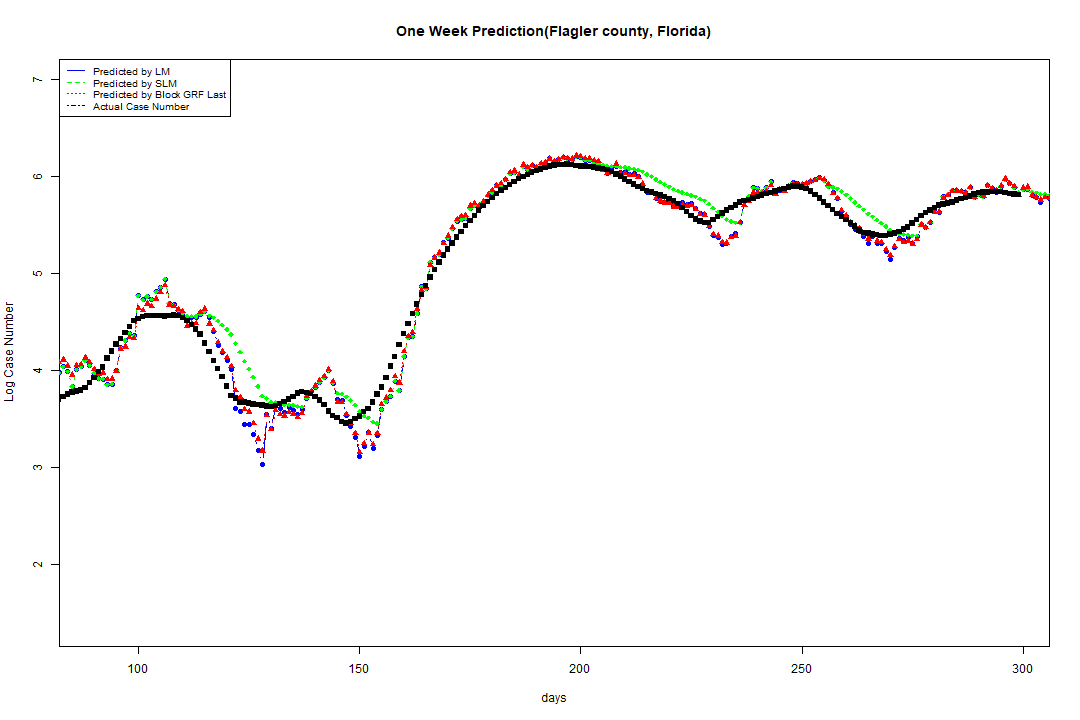 One Week Prediction(Flagler county, Florida)
Predicted by LM
Predicted by SLM
Predicted by Block GRF Last
Actual Case Number
7
6
5
4
3
2
Log Case Number
100 150 200 250 300
days